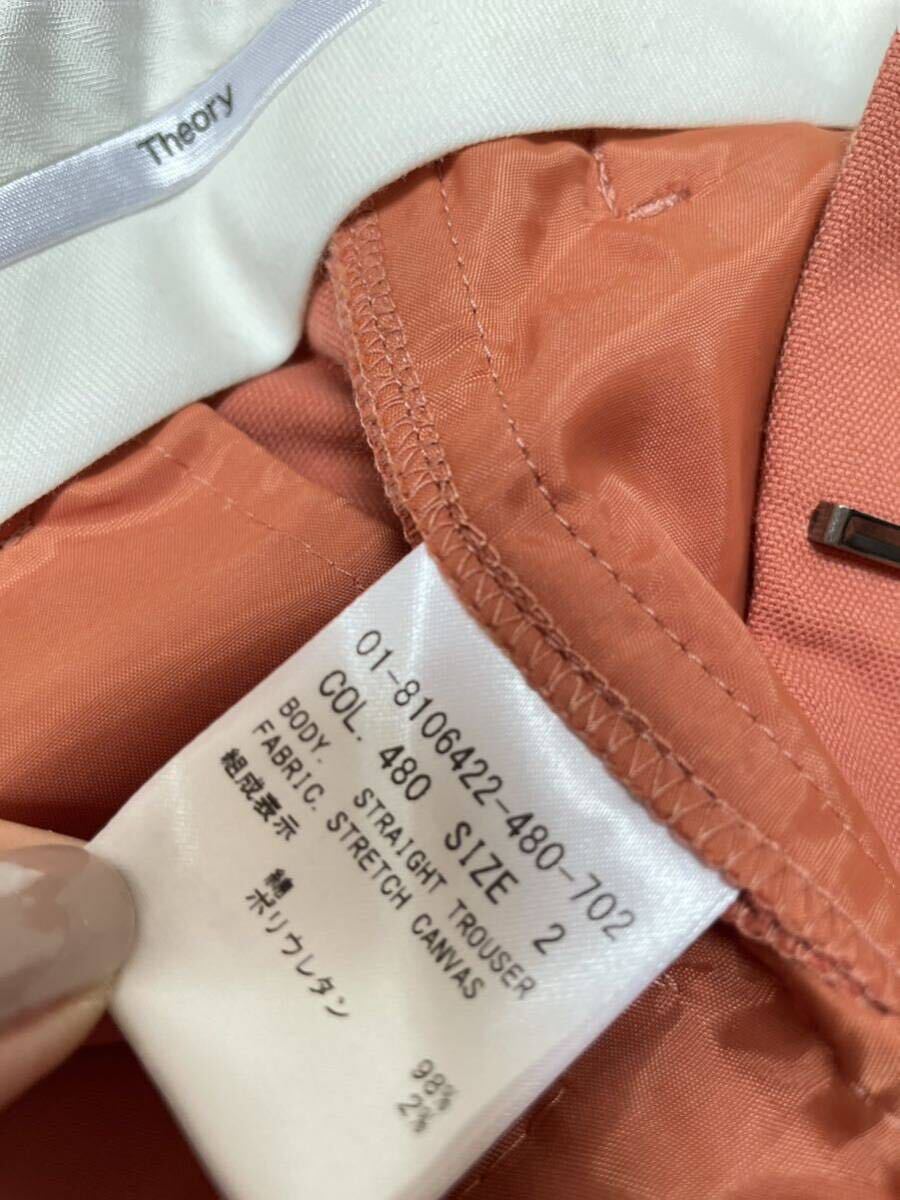 Theory
01-8106422-480-702
COL. 480 SIZE 2
BODY. STRAIGHT TROUSER
FABRIC. STRETCH CANVAS
組成表示 綿 98%
ポリウレタン 2%